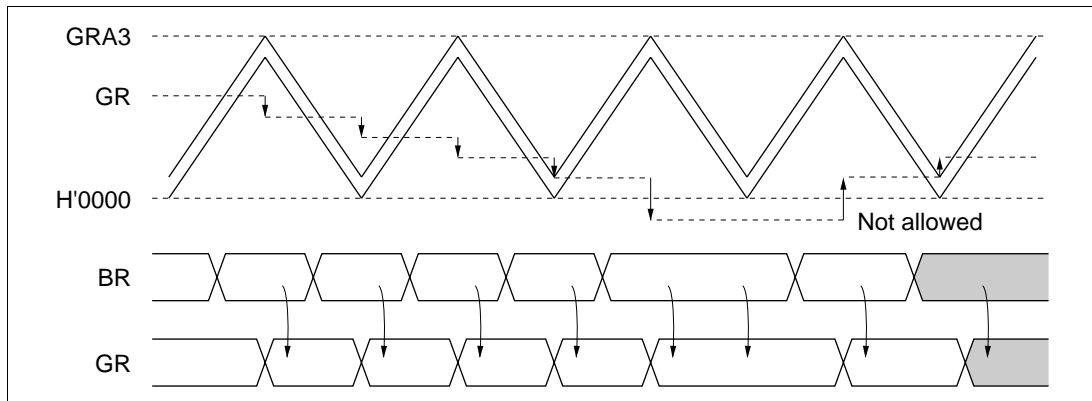 GRA3
GR
H'0000
Not allowed
BR
GR